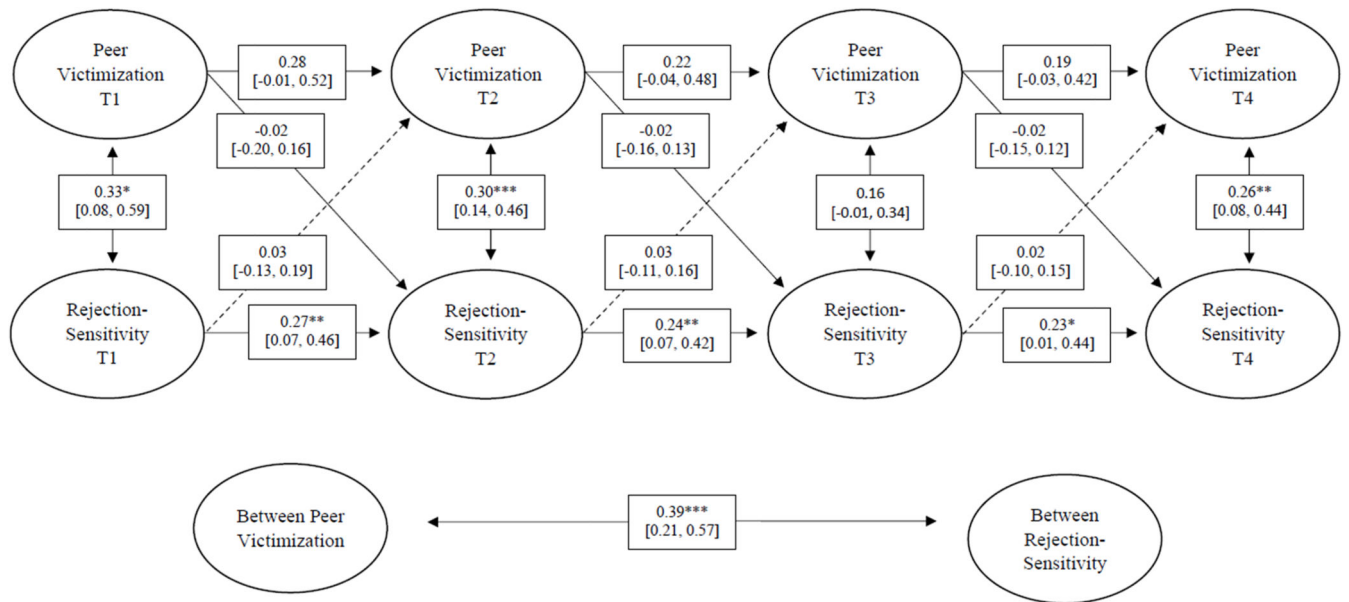 Peer
Victimization
T1
0.28
[-0.01, 0.52]
Peer
Victimization
T2
0.22
[-0.04, 0.48]
Peer
Victimization
T3
0.19
[-0.03, 0.42]
Peer
Victimization
T4
-0.02
[-0.20, 0.16]
-0.02
[-0.16, 0.13]
-0.02
[-0.15, 0.12]
0.33*
[0.08, 0.59]
0.30***
[0.14, 0.46]
0.16
[-0.01, 0.34]
0.26**
[0.08, 0.44]
0.03
[-0.13, 0.19]
0.03
[-0.11, 0.16]
0.02
[-0.10, 0.15]
Rejection-
Sensitivity
T1
0.27**
[0.07, 0.46]
Rejection-
Sensitivity
T2
0.24**
[0.07, 0.42]
Rejection-
Sensitivity
T3
0.23*
[0.01, 0.44]
Rejection-
Sensitivity
T4
Between Peer
Victimization
0.39***
[0.21, 0.57]
Between
Rejection-
Sensitivity